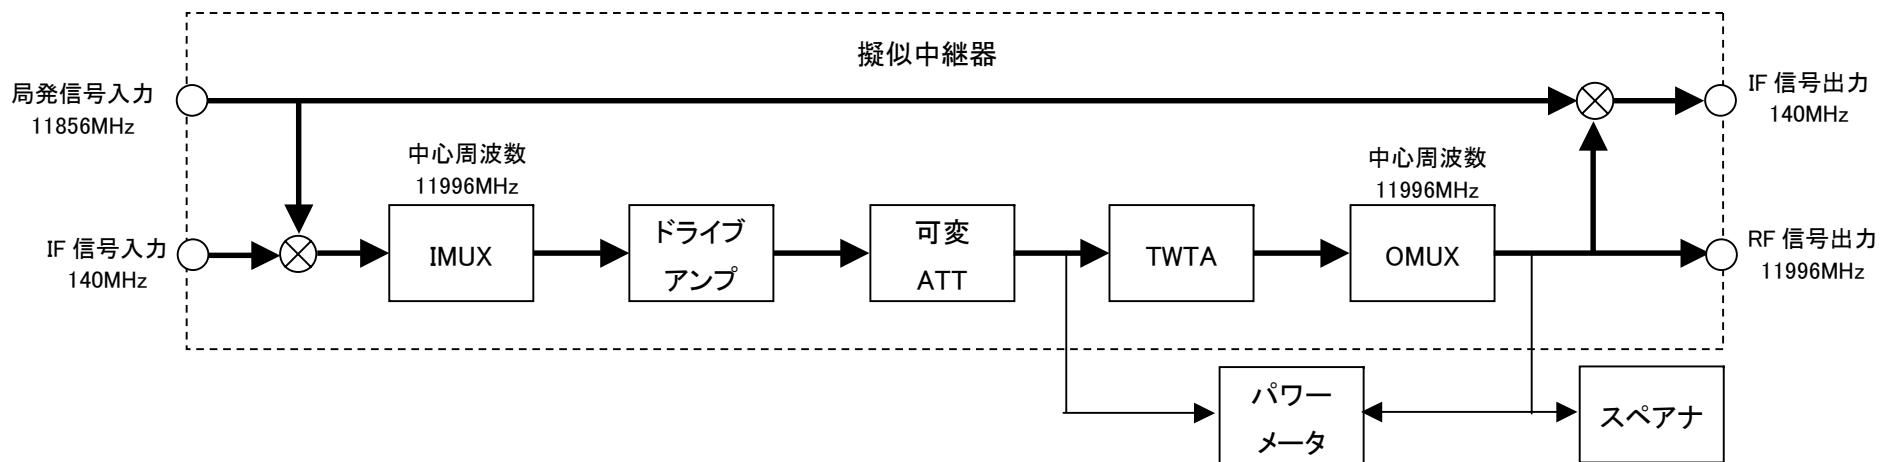 擬似中継器
局発信号入力
11856MHz
IF 信号出力
140MHz
中心周波数
11996MHz
中心周波数
11996MHz
IF 信号入力
140MHz
IMUX
ドライブ
アンプ
可変
ATT
TWTA
OMUX
RF 信号出力
11996MHz
パワー
メータ
スペアナ